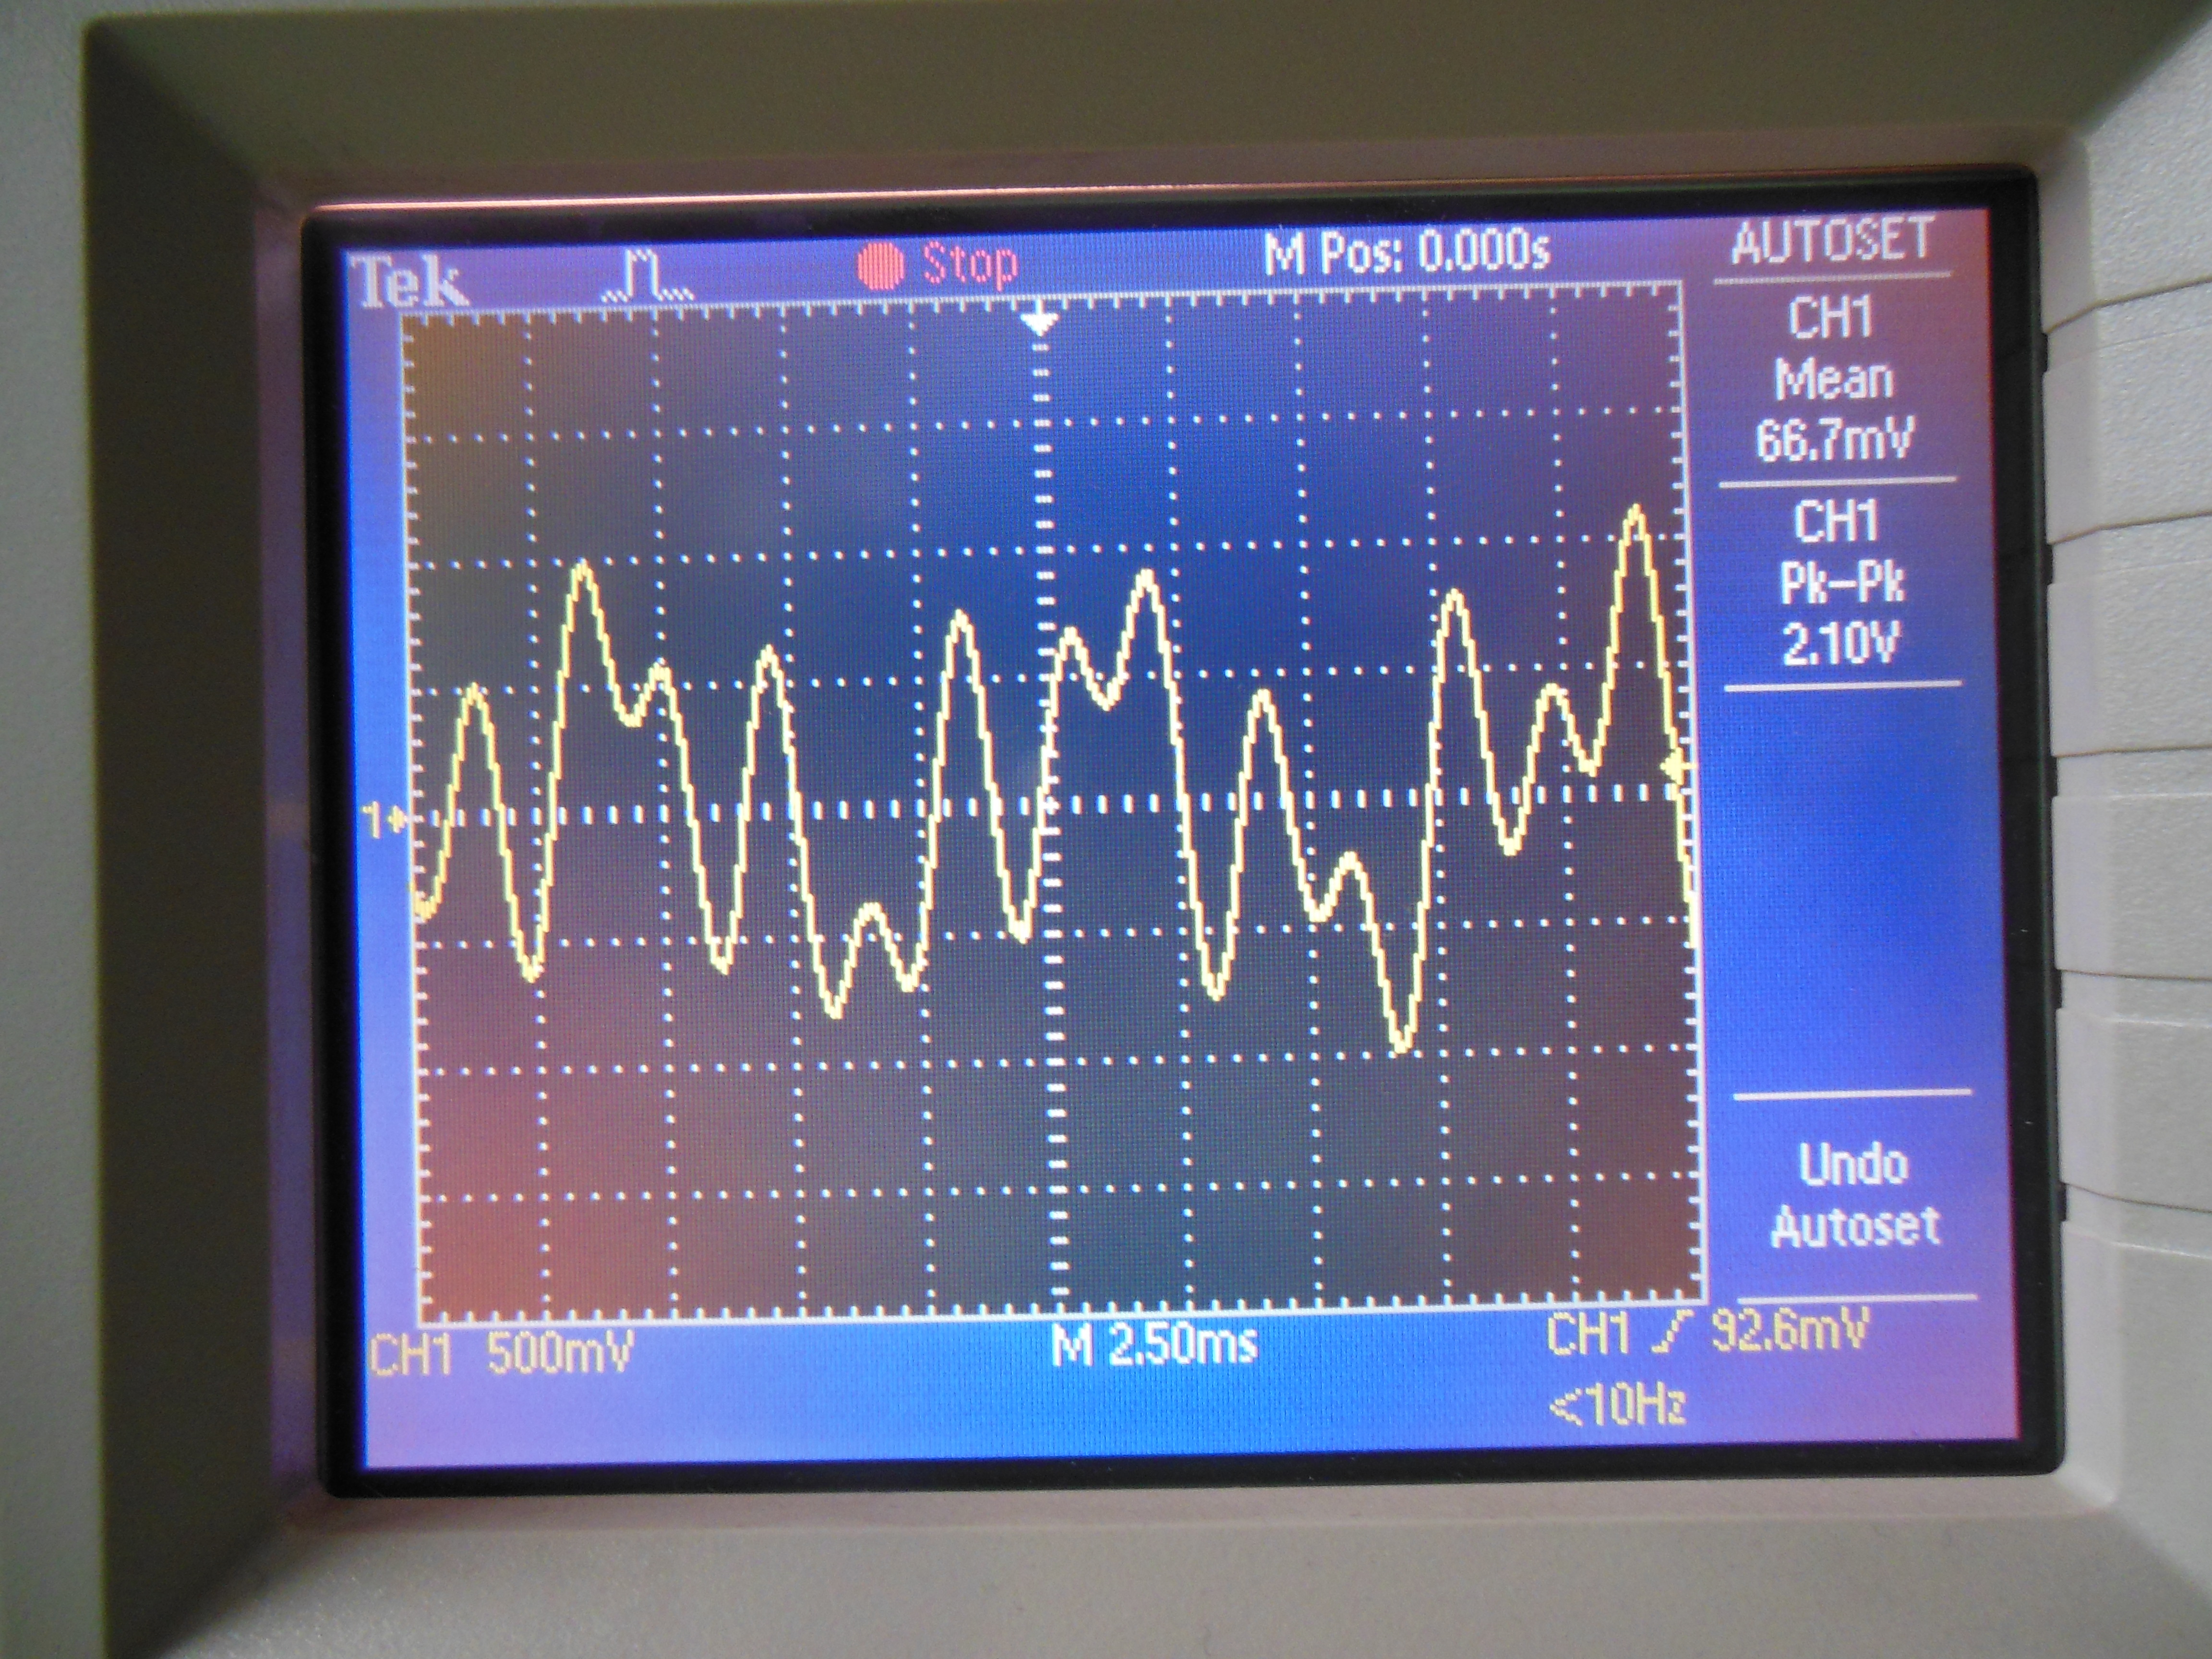 Tek Stop M Pos: 0.000s
AUTOSET
CH1
Mean
66.7mV
CH1
Pk-Pk
2.10V
1
Undo
Autoset
CH1 500mV M 2.50ms CH1 92.6mV
<10Hz